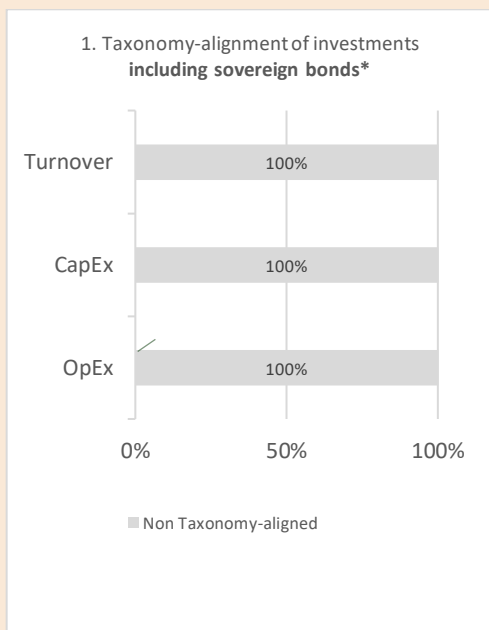 1. Taxonomy-alignment of investments
including sovereign bonds*
Turnover
100%
CapEx
100%
OpEx
100%
0%
50%
100%
Non Taxonomy-aligned